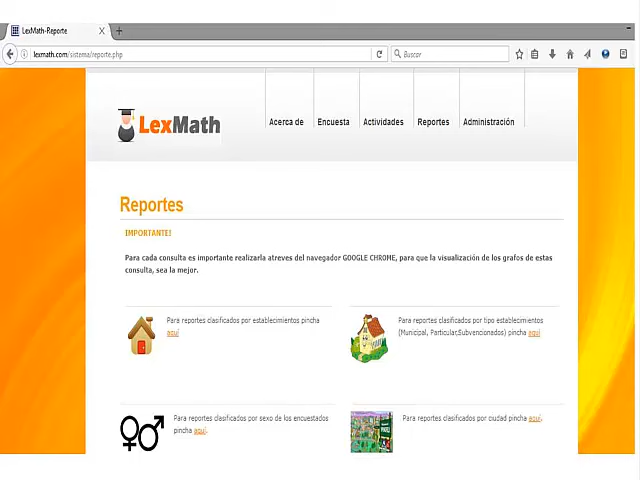 LexMath-Reporte
lexmath.com/sistema/reporte.php
Buscar
LexMath
Acerca de
Encuesta
Actividades
Reportes
Administración
Reportes
IMPORTANTE!
Para cada consulta es importante realizarla atreves del navegador GOOGLE CHROME, para que la visualización de los grafos de estas
consulta, sea la mejor.
Para reportes clasificados por establecimientos pincha
aquí
Para reportes clasificados por tipo establecimientos
(Municipal, Particular,Subvencionados) pincha aquí
Para reportes clasificados por sexo de los encuestados
pincha aquí.
Para reportes clasificados por ciudad pincha aquí.